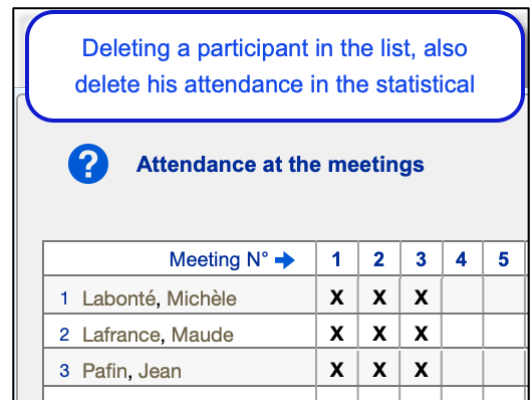 Deleting a participant in the list, also
delete his attendance in the statistical
? Attendance at the meetings
Meeting N° → 1 2 3 4 5
1 Labonté, Michèle X X X
2 Lafrance, Maude X X X
3 Pafin, Jean X X X